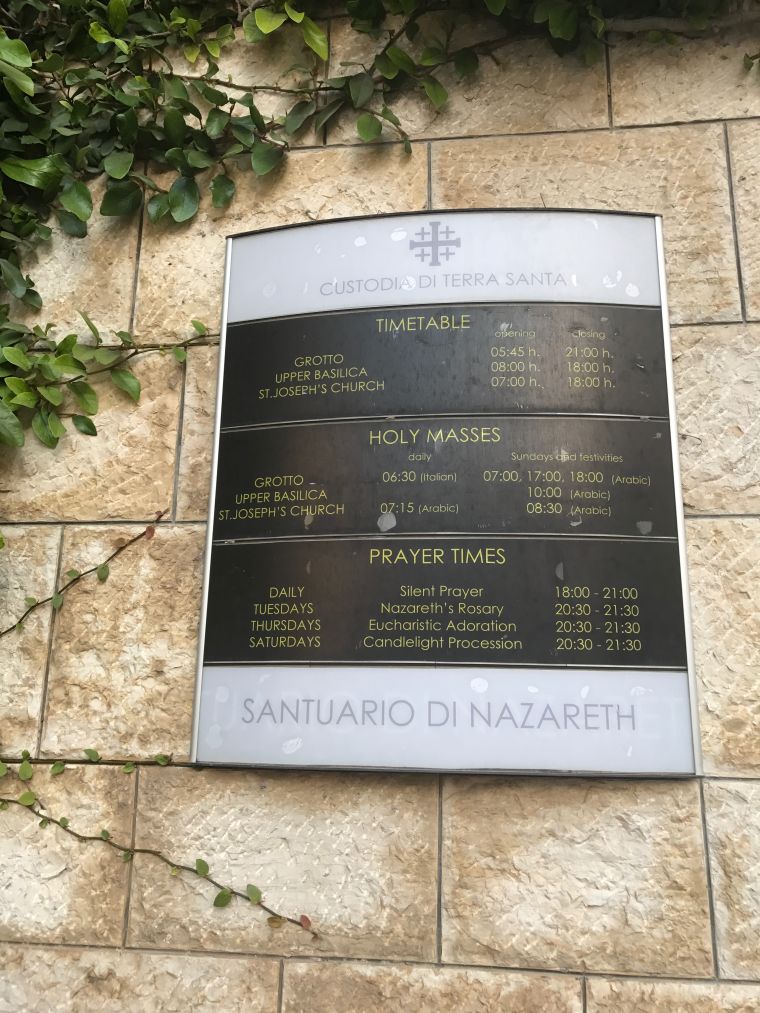 CUSTODIA DI TERRA SANTA
TIMETABLE opening closing
GROTTO 05:45 h. 21:00 h.
UPPER BASILICA 08:00 h. 18:00 h.
ST.JOSEPH'S CHURCH 07:00 h. 18:00 h.
HOLY MASSES
daily Sundays and festivities
GROTTO 06:30 (Italian) 07:00, 17:00, 18:00 (Arabic)
UPPER BASILICA 10:00 (Arabic)
ST.JOSEPH'S CHURCH 07:15 (Arabic) 08:30 (Arabic)
PRAYER TIMES
DAILY Silent Prayer 18:00 - 21:00
TUESDAYS Nazareth's Rosary 20:30 - 21:30
THURSDAYS Eucharistic Adoration 20:30 - 21:30
SATURDAYS Candlelight Procession 20:30 - 21:30
SANTUARIO DI NAZARETH